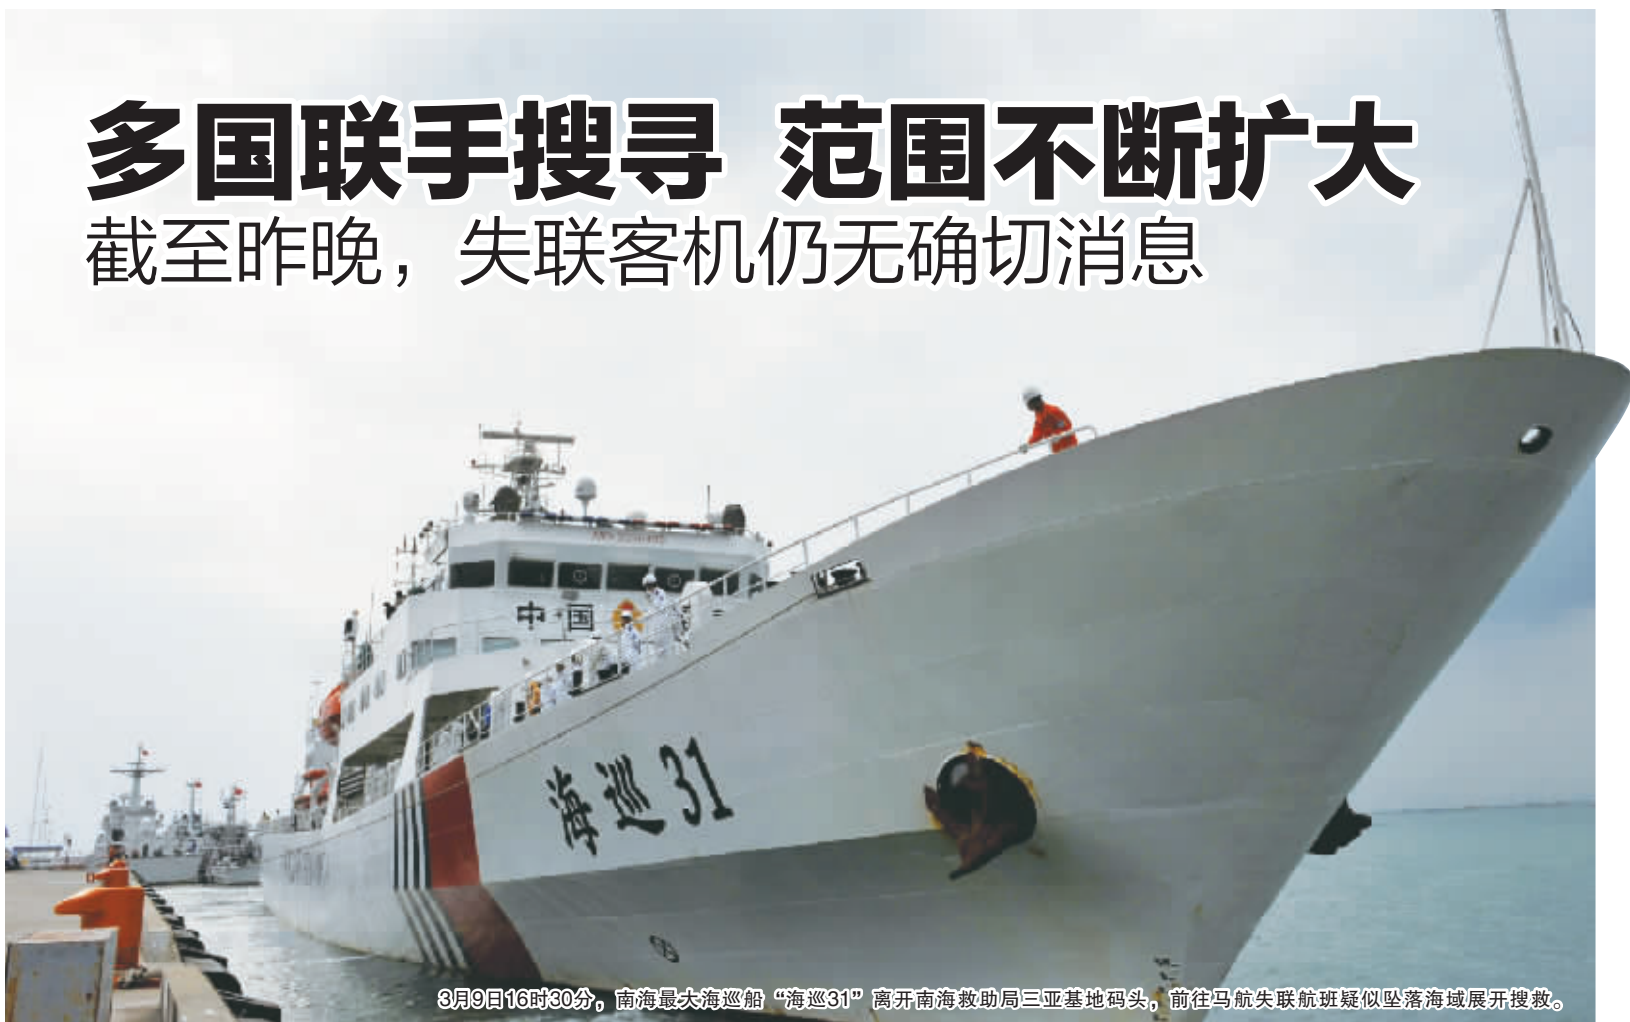 多国联手搜寻 范围不断扩大
截至昨晚，失联客机仍无确切消息
中国
海巡31
3月9日16时30分，南海最大海巡船“海巡31”离开南海救助局三亚基地码头，前往马航失联航班疑似坠落海域展开搜救。